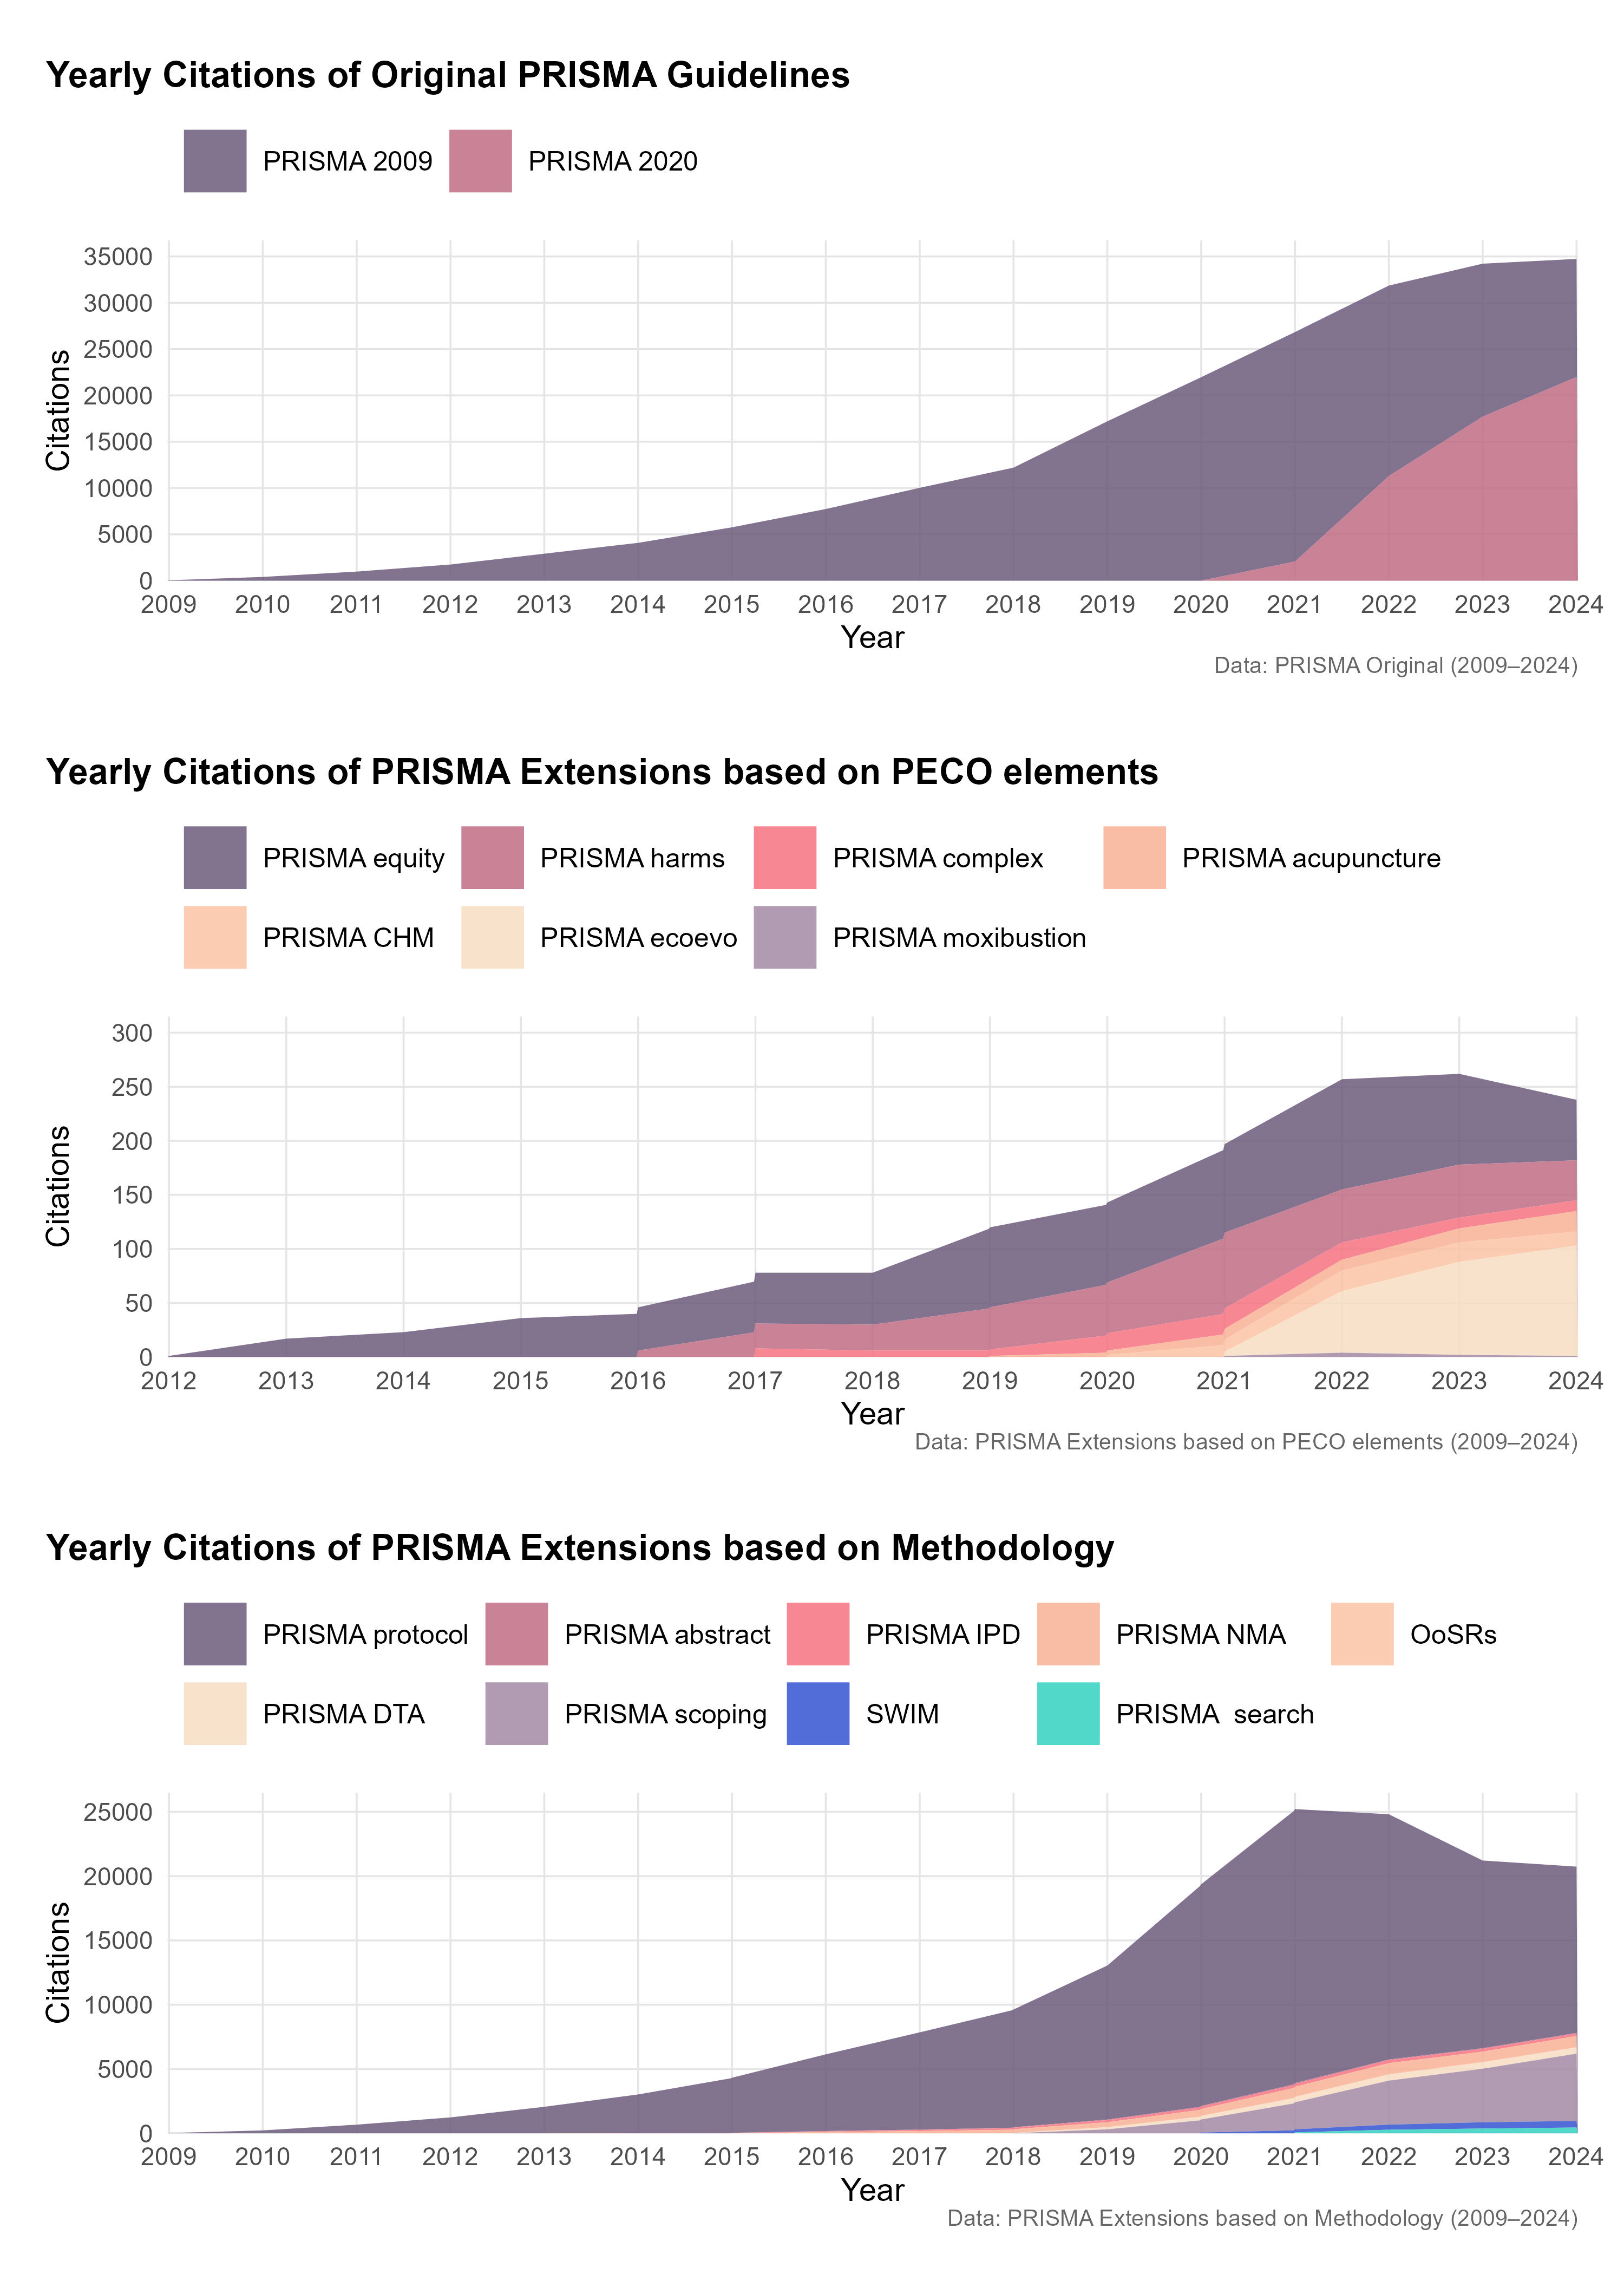 Yearly Citations of Original PRISMA Guidelines
PRISMA 2009 PRISMA 2020
35000
30000
25000
20000
15000
10000
5000
0
Citations
2009 2010 2011 2012 2013 2014 2015 2016 2017 2018 2019 2020 2021 2022 2023 2024
Year
Data: PRISMA Original (2009–2024)
Yearly Citations of PRISMA Extensions based on PECO elements
PRISMA equity PRISMA harms PRISMA complex PRISMA acupuncture
PRISMA CHM PRISMA ecoevo PRISMA moxibustion
300
250
200
150
100
50
0
Citations
2012 2013 2014 2015 2016 2017 2018 2019 2020 2021 2022 2023 2024
Year
Data: PRISMA Extensions based on PECO elements (2009–2024)
Yearly Citations of PRISMA Extensions based on Methodology
PRISMA protocol PRISMA abstract PRISMA IPD PRISMA NMA OoSRs
PRISMA DTA PRISMA scoping SWIM PRISMA  search
25000
20000
15000
10000
5000
0
Citations
2009 2010 2011 2012 2013 2014 2015 2016 2017 2018 2019 2020 2021 2022 2023 2024
Year
Data: PRISMA Extensions based on Methodology (2009–2024)